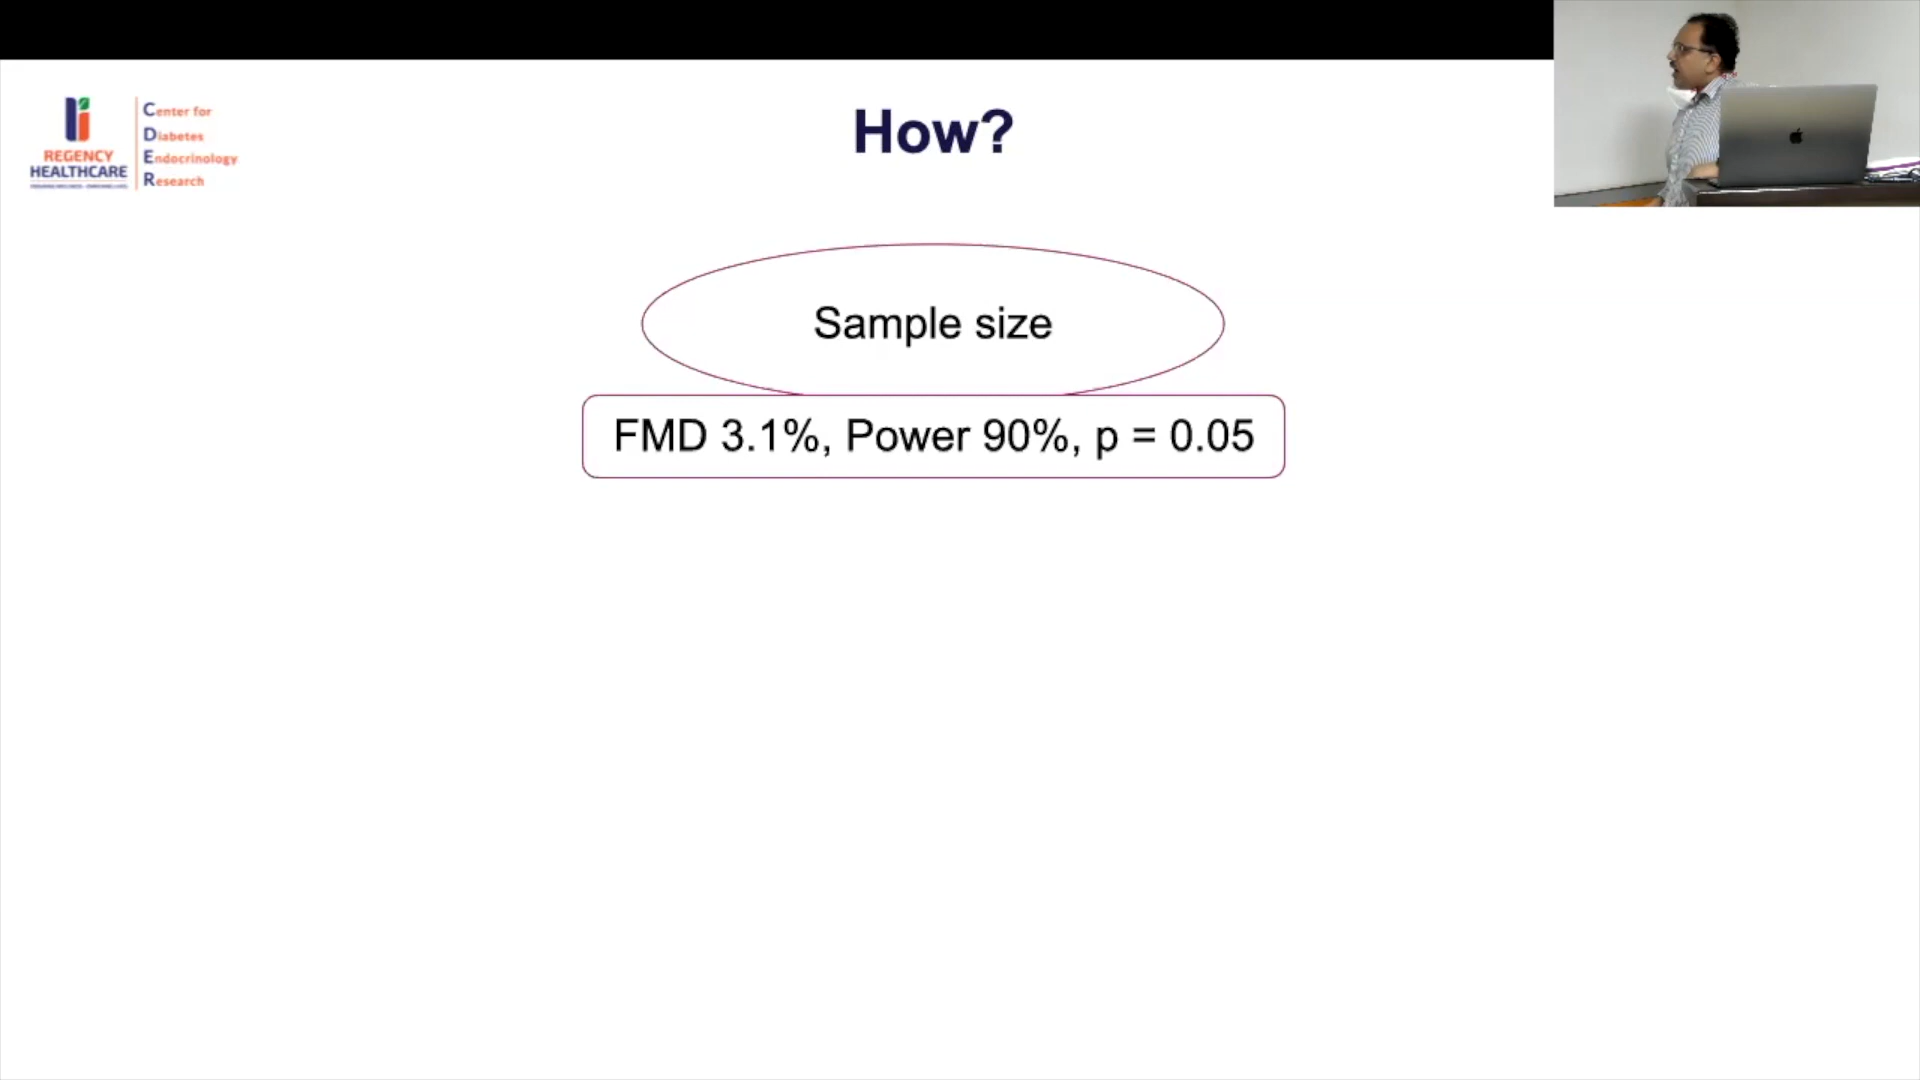 How?
REGENCY
HEALTHCARE
Center for
Diabetes
Endocrinology
Research
Sample size
FMD 3.1%, Power 90%, p = 0.05